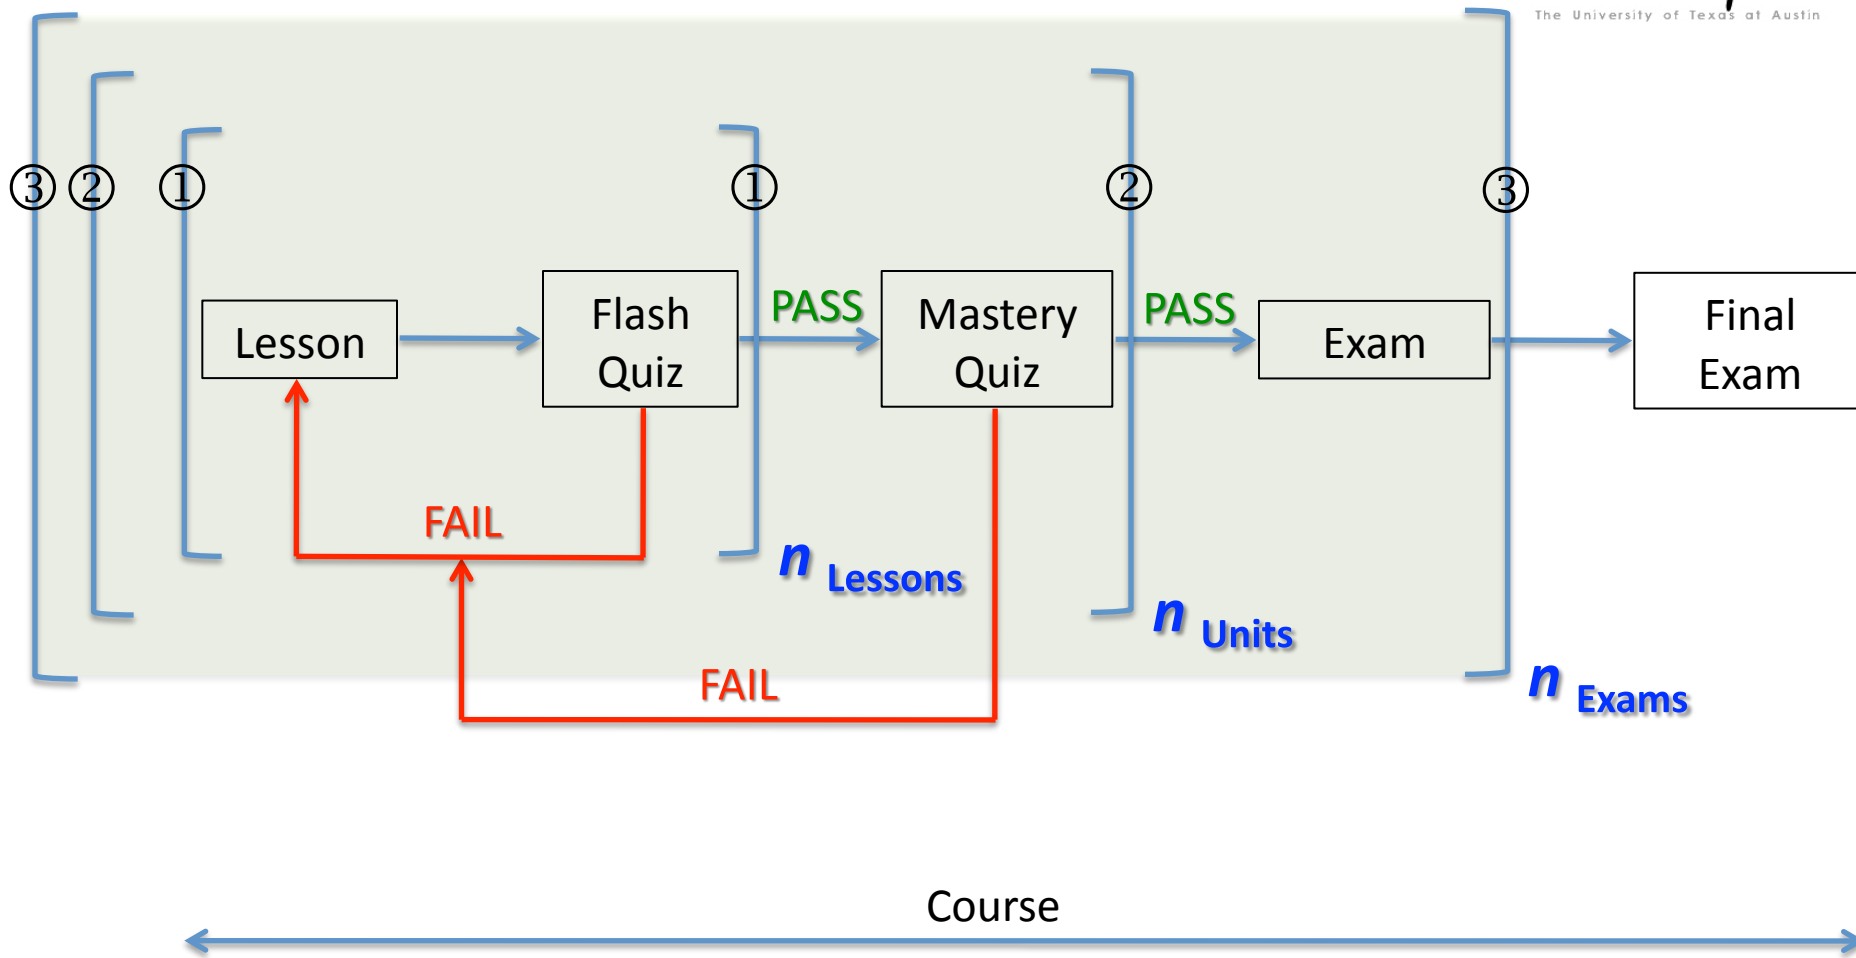 The University of Texas at Austin
③ ② ① ① ② ③
Lesson
Flash
Quiz
PASS
Mastery
Quiz
PASS
Exam
Final
Exam
FAIL
n Lessons
n Units
FAIL
n Exams
Course